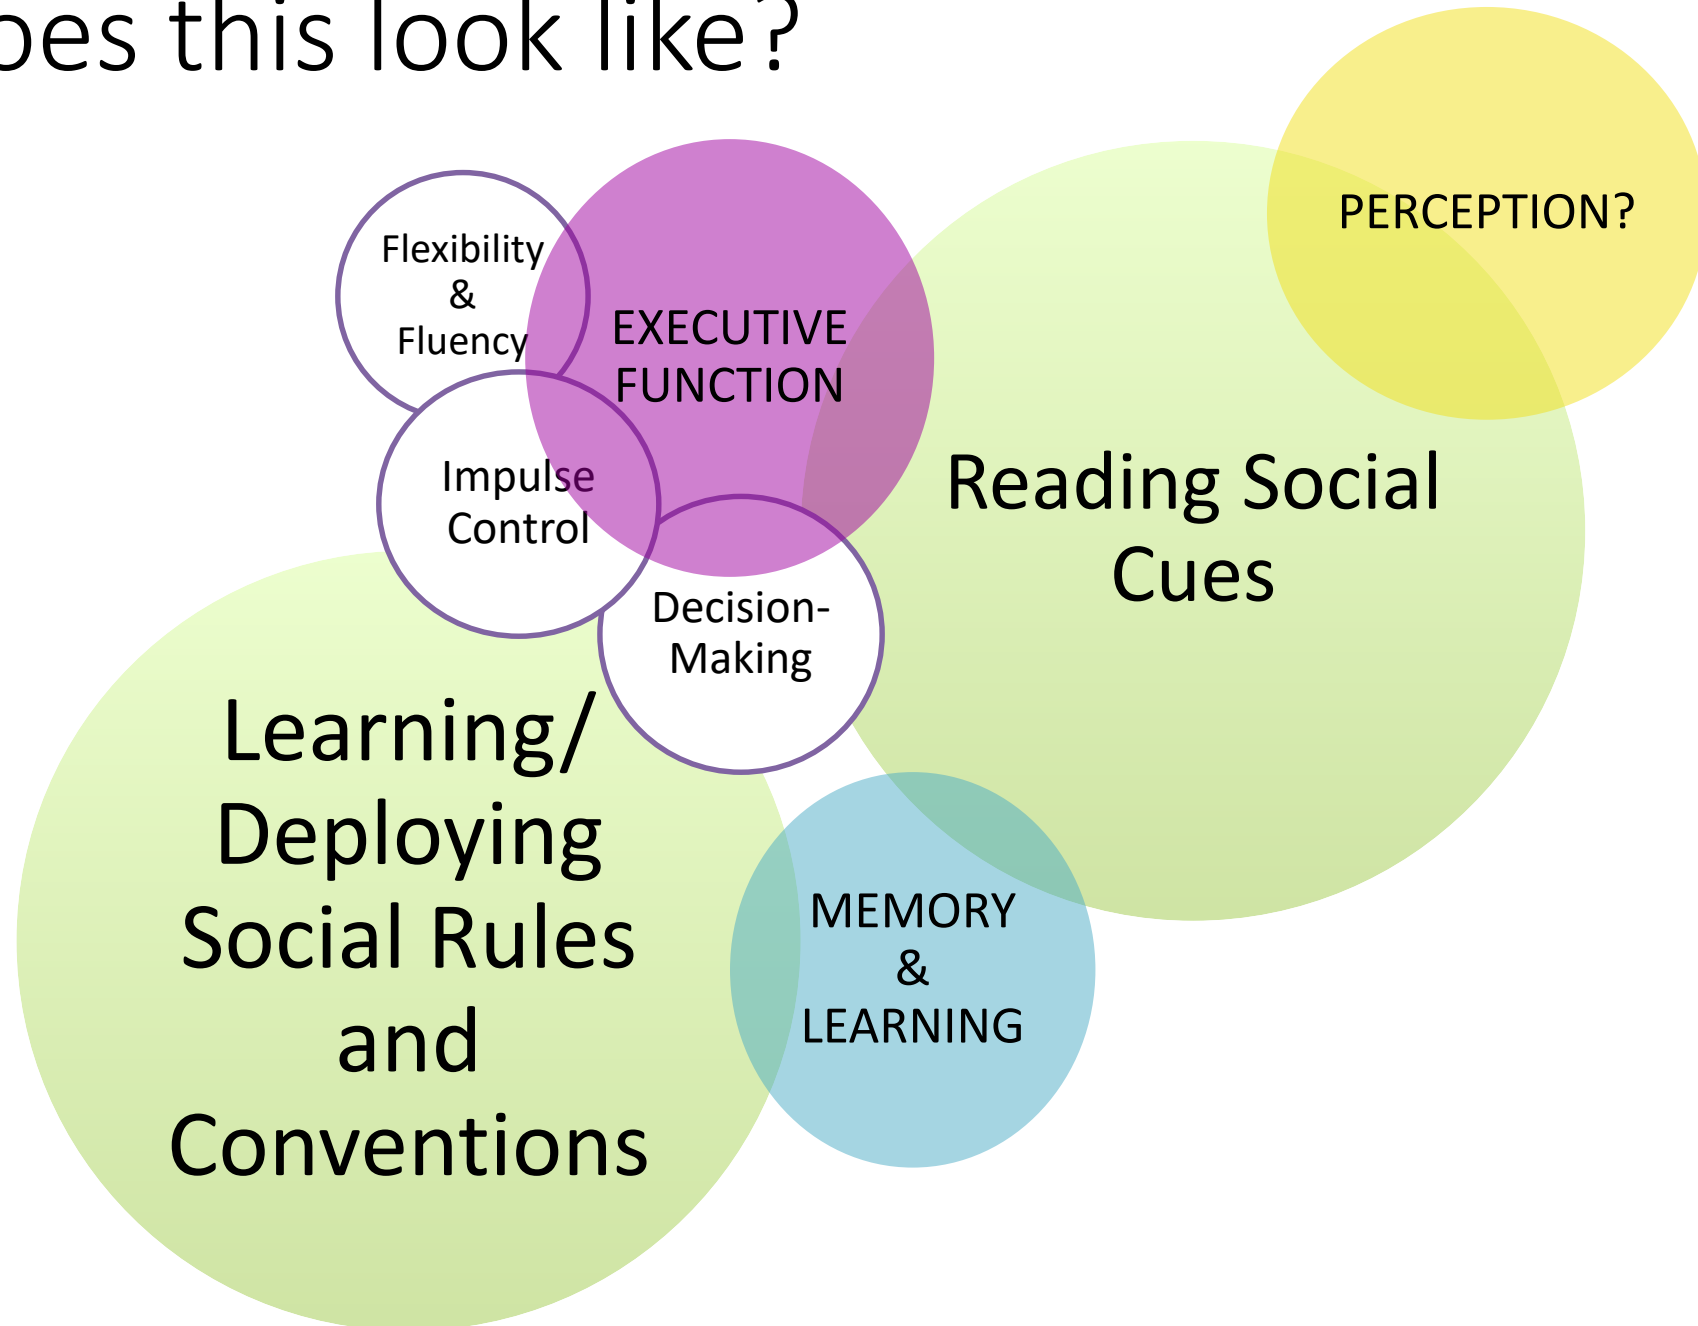 oes this look like?
PERCEPTION?
Flexibility
&
Fluency
EXECUTIVE
FUNCTION
Impulse
Control
Reading Social
Cues
Decision-
Making
Learning/
Deploying
Social Rules
and
Conventions
MEMORY
&
LEARNING